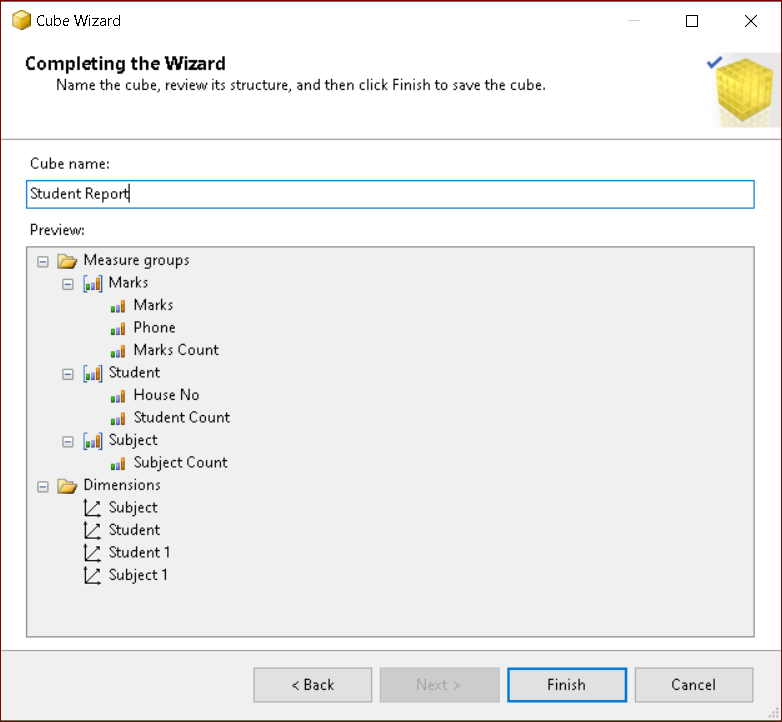 Cube Wizard
Completing the Wizard
Name the cube, review its structure, and then click Finish to save the cube.
Cube name:
Student Report
Preview:
Measure groups
Marks
Marks
Phone
Marks Count
Student
House No
Student Count
Subject
Subject Count
Dimensions
Subject
Student
Student 1
Subject 1
< Back Next > Finish Cancel